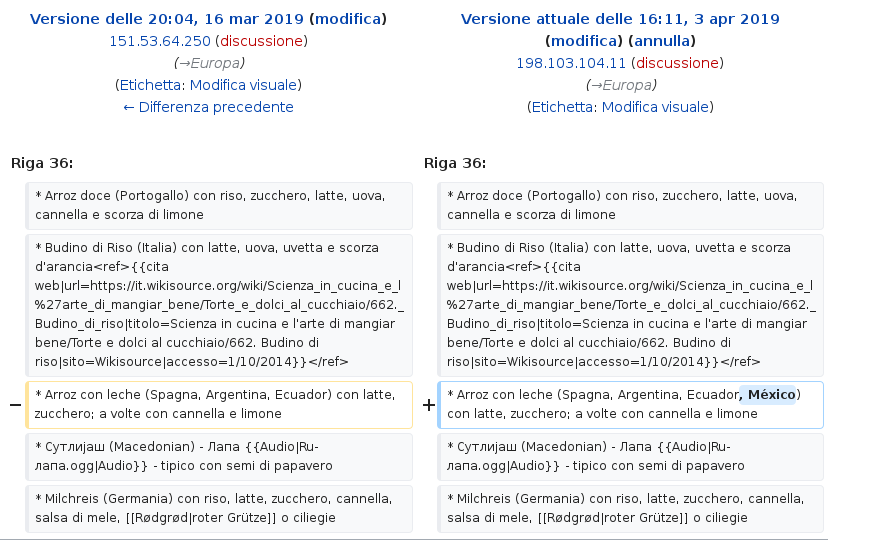 Versione delle 20:04, 16 mar 2019 (modifica)
151.53.64.250 (discussione)
(→Europa)
(Etichetta: Modifica visuale)
← Differenza precedente
Versione attuale delle 16:11, 3 apr 2019
(modifica) (annulla)
198.103.104.11 (discussione)
(→Europa)
(Etichetta: Modifica visuale)
Riga 36:
* Arroz doce (Portogallo) con riso, zucchero, latte, uova,
cannella e scorza di limone
* Budino di Riso (Italia) con latte, uova, uvetta e scorza
d'arancia<ref>{{cita
web|url=https://it.wikisource.org/wiki/Scienza_in_cucina_e_l
%27arte_di_mangiar_bene/Torte_e_dolci_al_cucchiaio/662._
Budino_di_riso|titolo=Scienza in cucina e l'arte di mangiar
bene/Torte e dolci al cucchiaio/662. Budino di
riso|sito=Wikisource|accesso=1/10/2014}}</ref>
− * Arroz con leche (Spagna, Argentina, Ecuador) con latte,
zucchero; a volte con cannella e limone
* Сутлијаш (Macedonian) - Лапа {{Audio|Ru-
лапа.ogg|Audio}} - tipico con semi di papavero
* Milchreis (Germania) con riso, latte, zucchero, cannella,
salsa di mele, [[Rødgrød|roter Grütze]] o ciliegie
Riga 36:
* Arroz doce (Portogallo) con riso, zucchero, latte, uova,
cannella e scorza di limone
* Budino di Riso (Italia) con latte, uova, uvetta e scorza
d'arancia<ref>{{cita
web|url=https://it.wikisource.org/wiki/Scienza_in_cucina_e_l
%27arte_di_mangiar_bene/Torte_e_dolci_al_cucchiaio/662._
Budino_di_riso|titolo=Scienza in cucina e l'arte di mangiar
bene/Torte e dolci al cucchiaio/662. Budino di
riso|sito=Wikisource|accesso=1/10/2014}}</ref>
+ * Arroz con leche (Spagna, Argentina, Ecuador, México)
con latte, zucchero; a volte con cannella e limone
* Сутлијаш (Macedonian) - Лапа {{Audio|Ru-
лапа.ogg|Audio}} - tipico con semi di papavero
* Milchreis (Germania) con riso, latte, zucchero, cannella,
salsa di mele, [[Rødgrød|roter Grütze]] o ciliegie